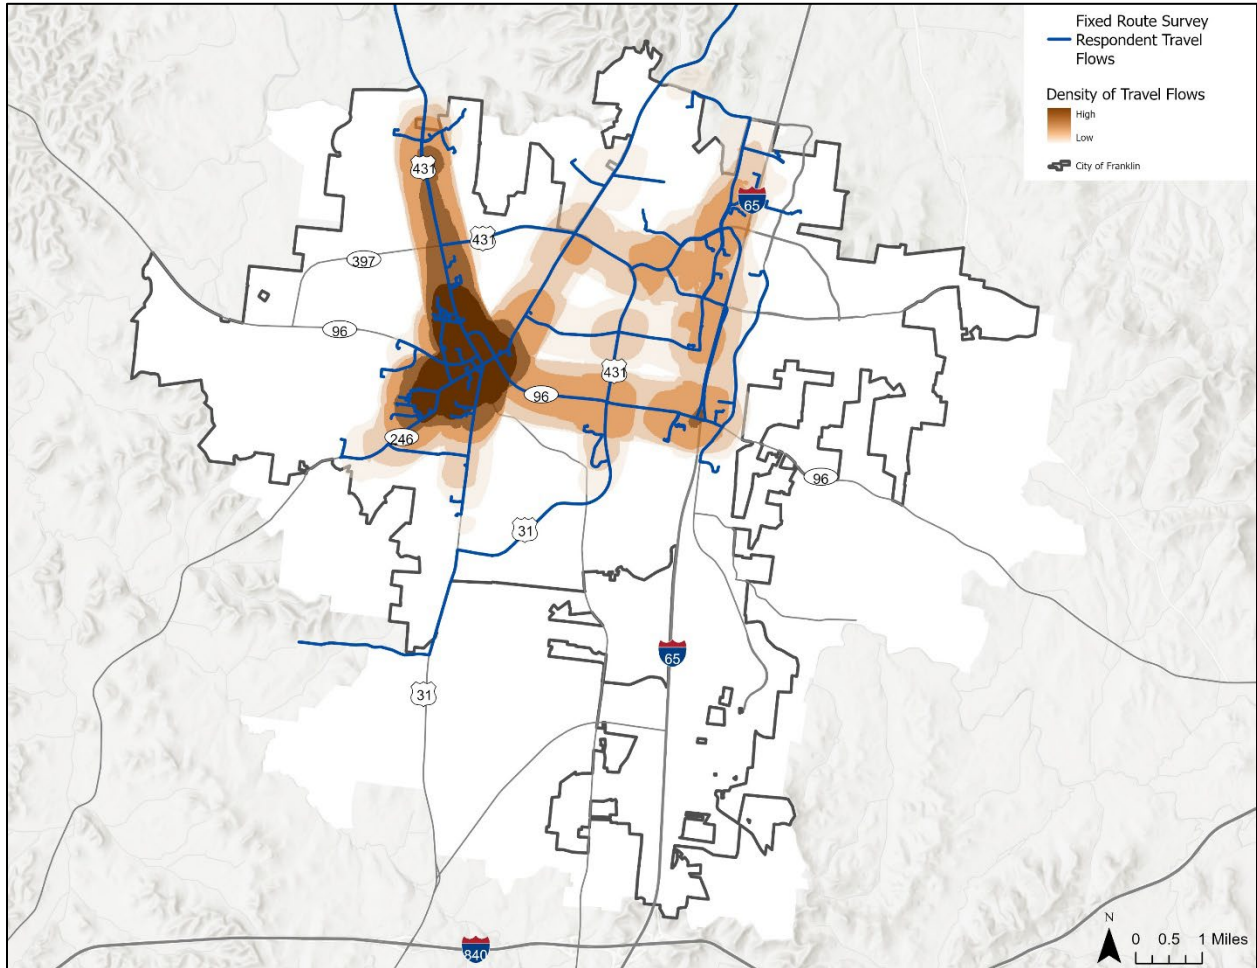 Fixed Route Survey
Respondent Travel
Flows
Density of Travel Flows
High
Low
City of Franklin
431
65
431
397
96
431
96
246
96
31
65
31
840
N
0 0.5 1 Miles